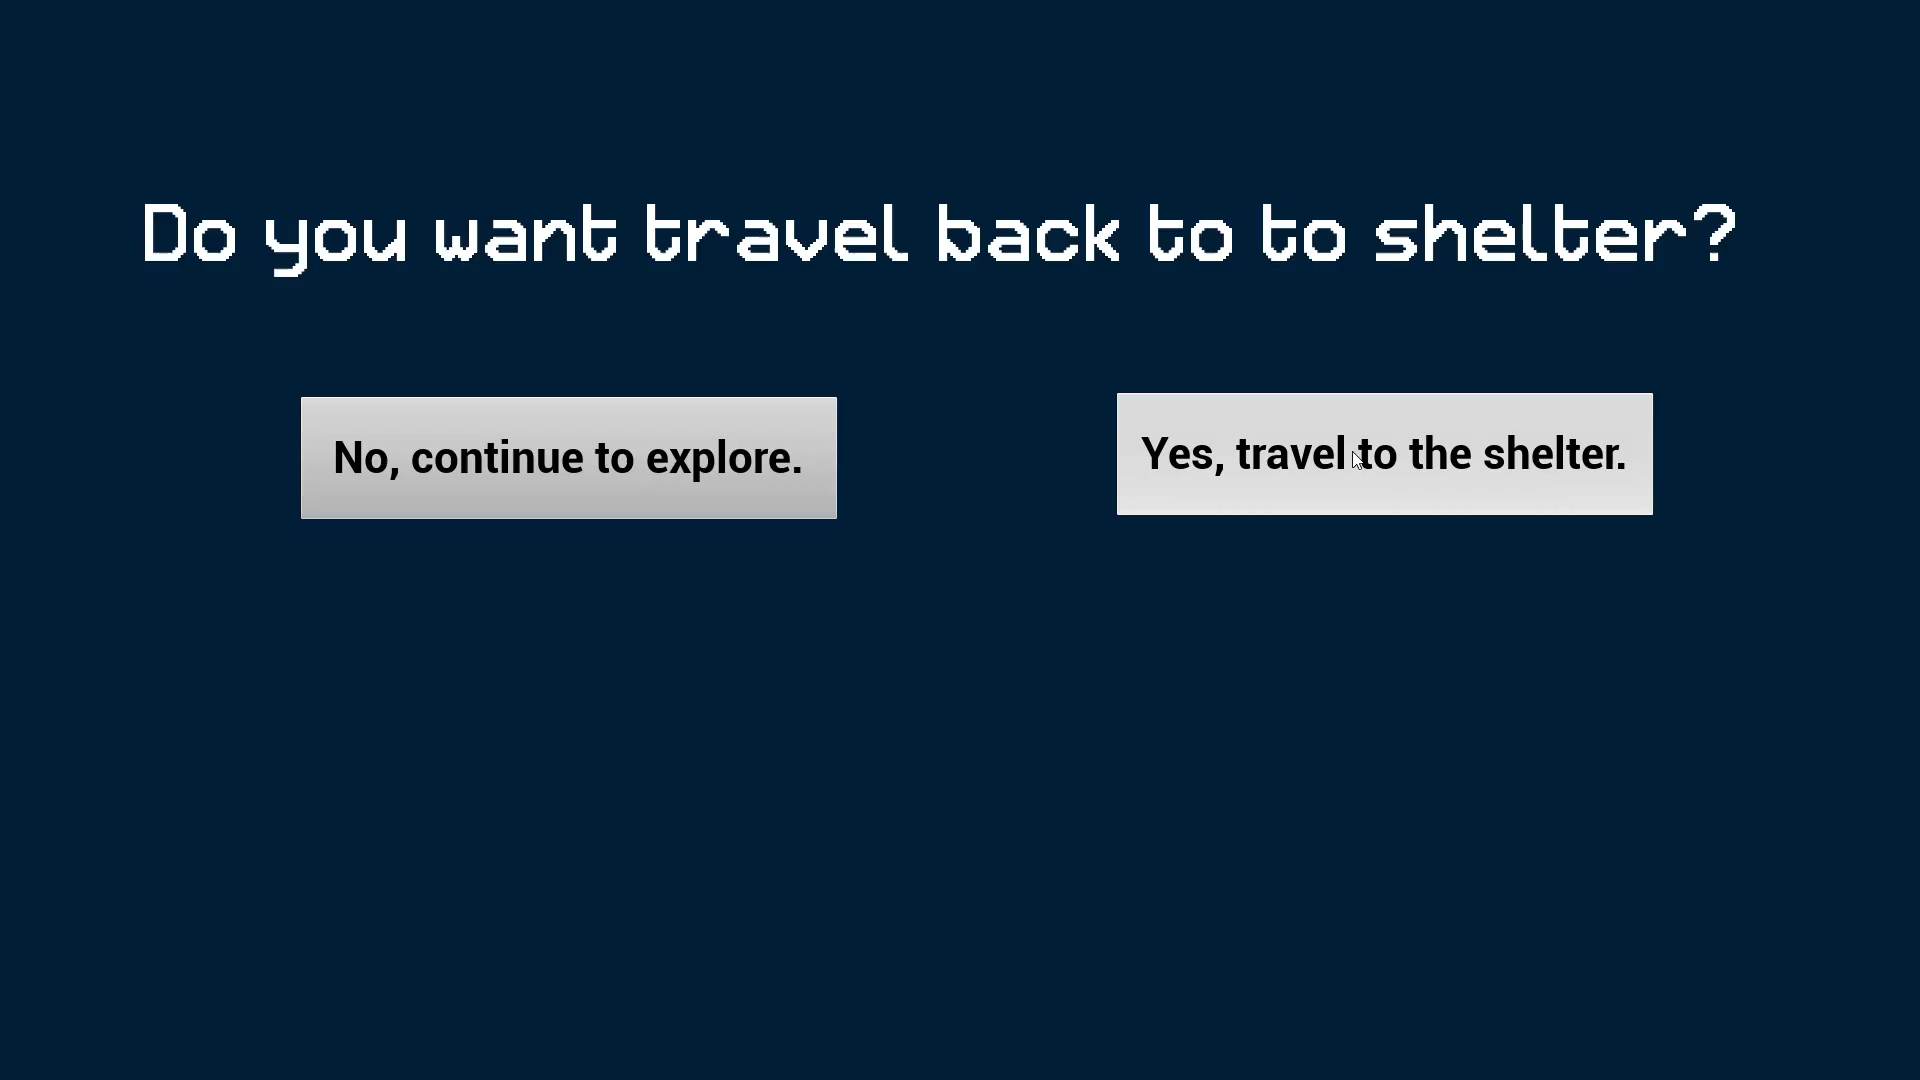 Do you want travel back to to shelter?
No, continue to explore.
Yes, travel to the shelter.